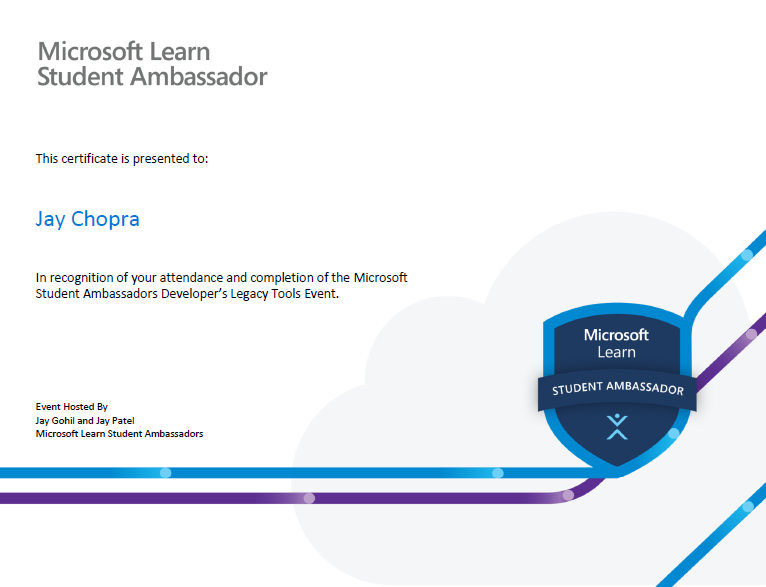 Microsoft Learn
Student Ambassador
This certificate is presented to:
Jay Chopra
In recognition of your attendance and completion of the Microsoft
Student Ambassadors Developer's Legacy Tools Event.
Microsoft
Learn
STUDENT AMBASSADOR
Event Hosted By
Jay Gohil and Jay Patel
Microsoft Learn Student Ambassadors